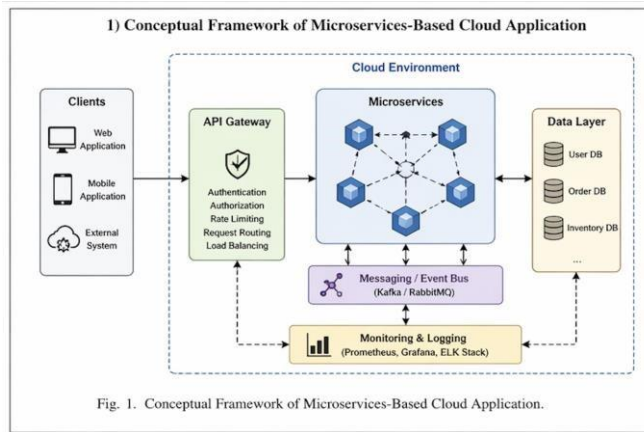 1) Conceptual Framework of Microservices-Based Cloud Application
Cloud Environment
Clients
Web
Application
Mobile
Application
External
System
API Gateway
Authentication
Authorization
Rate Limiting
Request Routing
Load Balancing
Microservices
Data Layer
User DB
Order DB
Inventory DB
...
Messaging / Event Bus
(Kafka / RabbitMQ)
Monitoring & Logging
(Prometheus, Grafana, ELK Stack)
Fig. 1. Conceptual Framework of Microservices-Based Cloud Application.